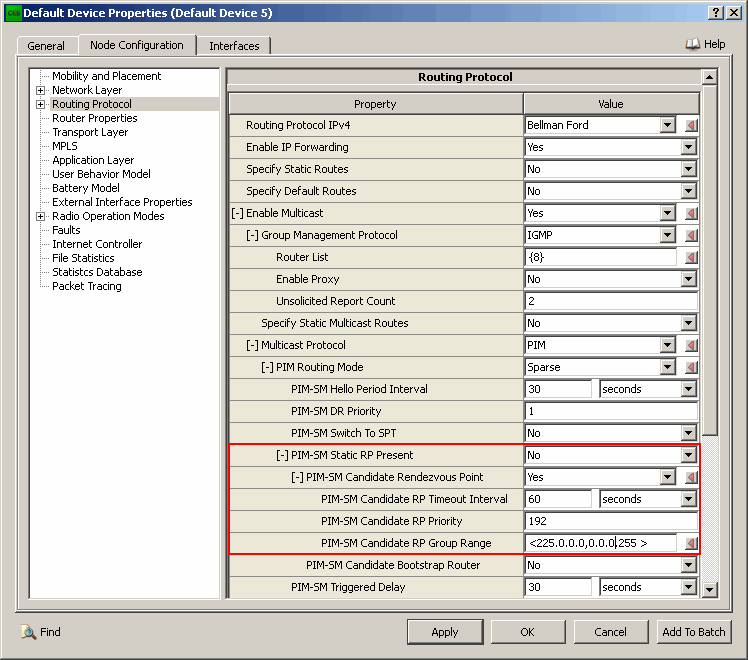 Default Device Properties (Default Device 5)
General Node Configuration Interfaces Help
Mobility and Placement
Network Layer
Routing Protocol
Router Properties
Transport Layer
MPLS
Application Layer
User Behavior Model
Battery Model
External Interface Properties
Radio Operation Modes
Faults
Internet Controller
File Statistics
Statistcs Database
Packet Tracing
Routing Protocol
Property Value
Routing Protocol IPv4 Bellman Ford
Enable IP Forwarding Yes
Specify Static Routes No
Specify Default Routes No
[-] Enable Multicast Yes
[-] Group Management Protocol IGMP
Router List {8}
Enable Proxy No
Unsolicited Report Count 2
Specify Static Multicast Routes No
[-] Multicast Protocol PIM
[-] PIM Routing Mode Sparse
PIM-SM Hello Period Interval 30 seconds
PIM-SM DR Priority 1
PIM-SM Switch To SPT No
[-] PIM-SM Static RP Present No
[-] PIM-SM Candidate Rendezvous Point Yes
PIM-SM Candidate RP Timeout Interval 60 seconds
PIM-SM Candidate RP Priority 192
PIM-SM Candidate RP Group Range <225.0.0.0,0.0.0.255 >
PIM-SM Candidate Bootstrap Router No
PIM-SM Triggered Delay 30 seconds
Find Apply OK Cancel Add To Batch